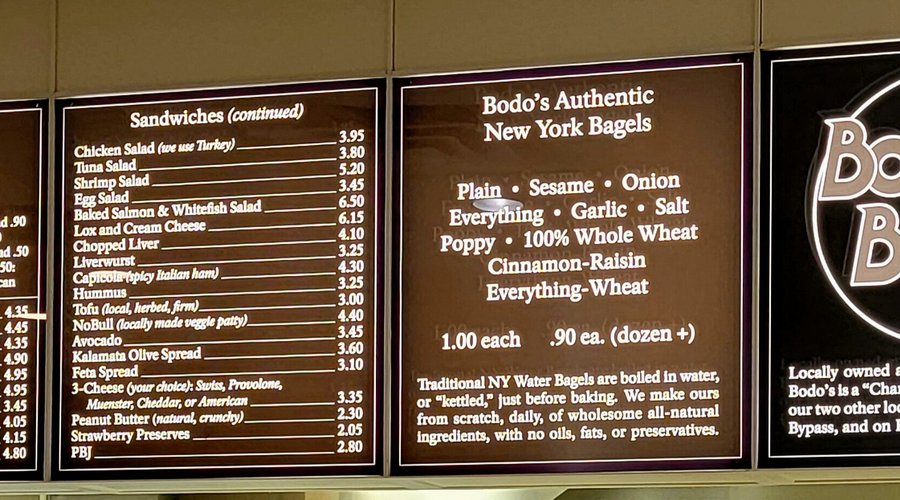 .90
.50
4.35
4.45
4.35
4.90
4.95
4.95
3.45
4.05
4.15
4.80
Sandwiches (continued)
Chicken Salad (we use Turkey) 3.95
Tuna Salad 3.80
Shrimp Salad 5.20
Egg Salad 3.45
Baked Salmon & Whitefish Salad 6.50
Lox and Cream Cheese 6.15
Chopped Liver 4.10
Liverwurst 3.25
Capicola (spicy Italian ham) 4.30
Hummus 3.25
Tofu (local, herbed, firm) 3.00
NoBull (locally made veggie patty) 4.40
Avocado 3.45
Kalamata Olive Spread 3.60
Feta Spread 3.10
3-Cheese (your choice): Swiss, Provolone,
Muenster, Cheddar, or American 3.35
Peanut Butter (natural, crunchy) 2.30
Strawberry Preserves 2.05
PBJ 2.80
Bodo's Authentic
New York Bagels
Plain • Sesame • Onion
Everything • Garlic • Salt
Poppy • 100% Whole Wheat
Cinnamon-Raisin
Everything-Wheat
1.00 each .90 ea. (dozen +)
Traditional NY Water Bagels are boiled in water,
or “kettled,” just before baking. We make ours
from scratch, daily, of wholesome all-natural
ingredients, with no oils, fats, or preservatives.
Bo
B
Locally owned a
Bodo's is a “Char
our two other loc
Bypass, and on